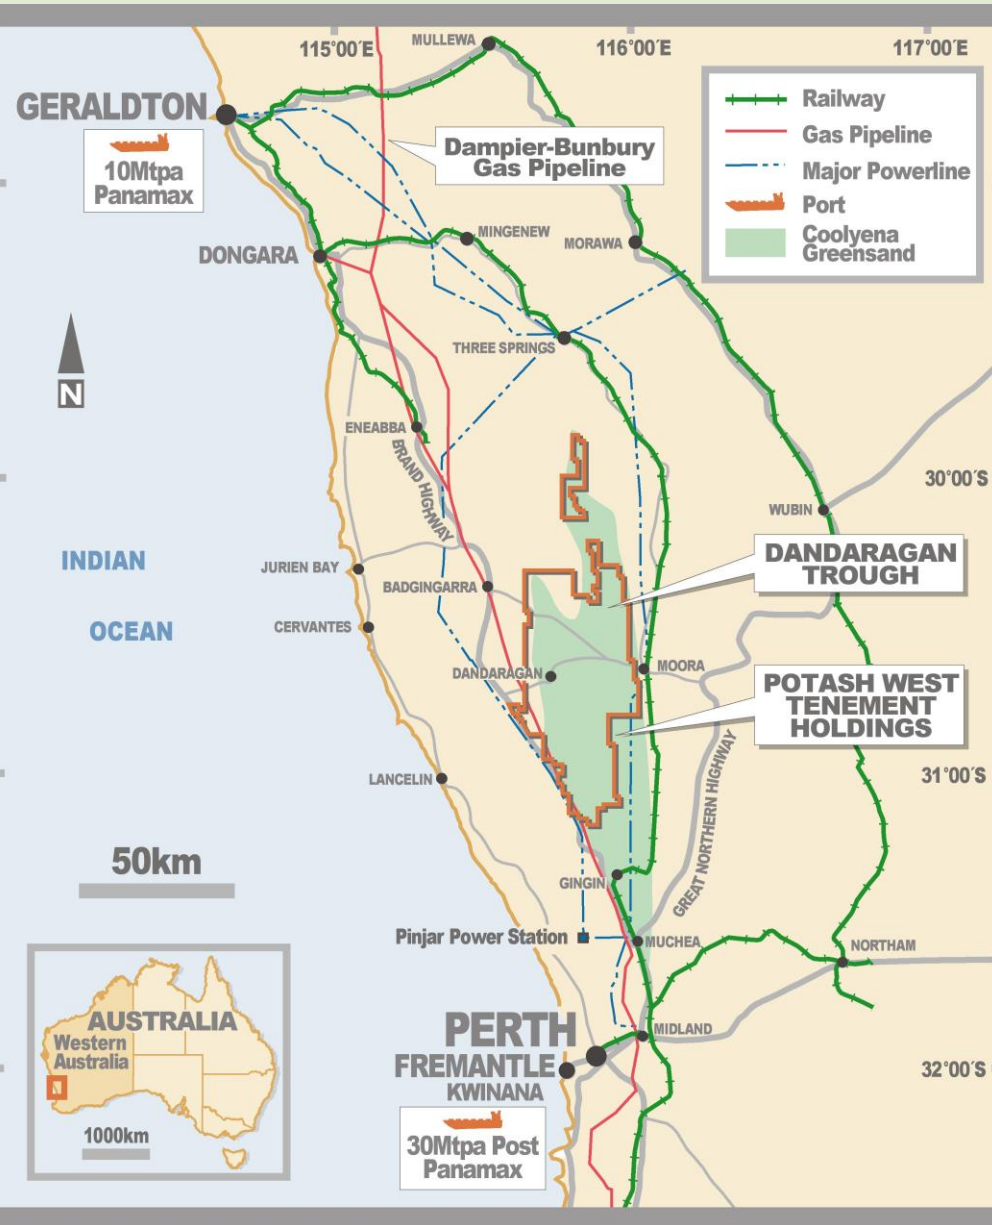 115°00'E
116°00'E
117°00'E
MULLEWA
GERALDTON
10Mtpa
Panamax
Dampier-Bunbury
Gas Pipeline
Railway
Gas Pipeline
Major Powerline
Port
Coolyena
Greensand
DONGARA
MINGENEW
MORAWA
N
THREE SPRINGS
ENEABBA
BRAND HIGHWAY
30°00'S
WUBIN
INDIAN
OCEAN
JURIEN BAY
BADGINGARRA
CERVANTES
DANDARAGAN
TROUGH
DANDARAGAN
MOORA
POTASH WEST
TENEMENT
HOLDINGS
LANCELIN
31°00'S
GREAT NORTHERN HIGHWAY
50km
GINGIN
Pinjar Power Station
MUCHEA
NORTHAM
AUSTRALIA
Western
Australia
1000km
PERTH
MIDLAND
FREMANTLE
KWINANA
32°00'S
30Mtpa Post
Panamax